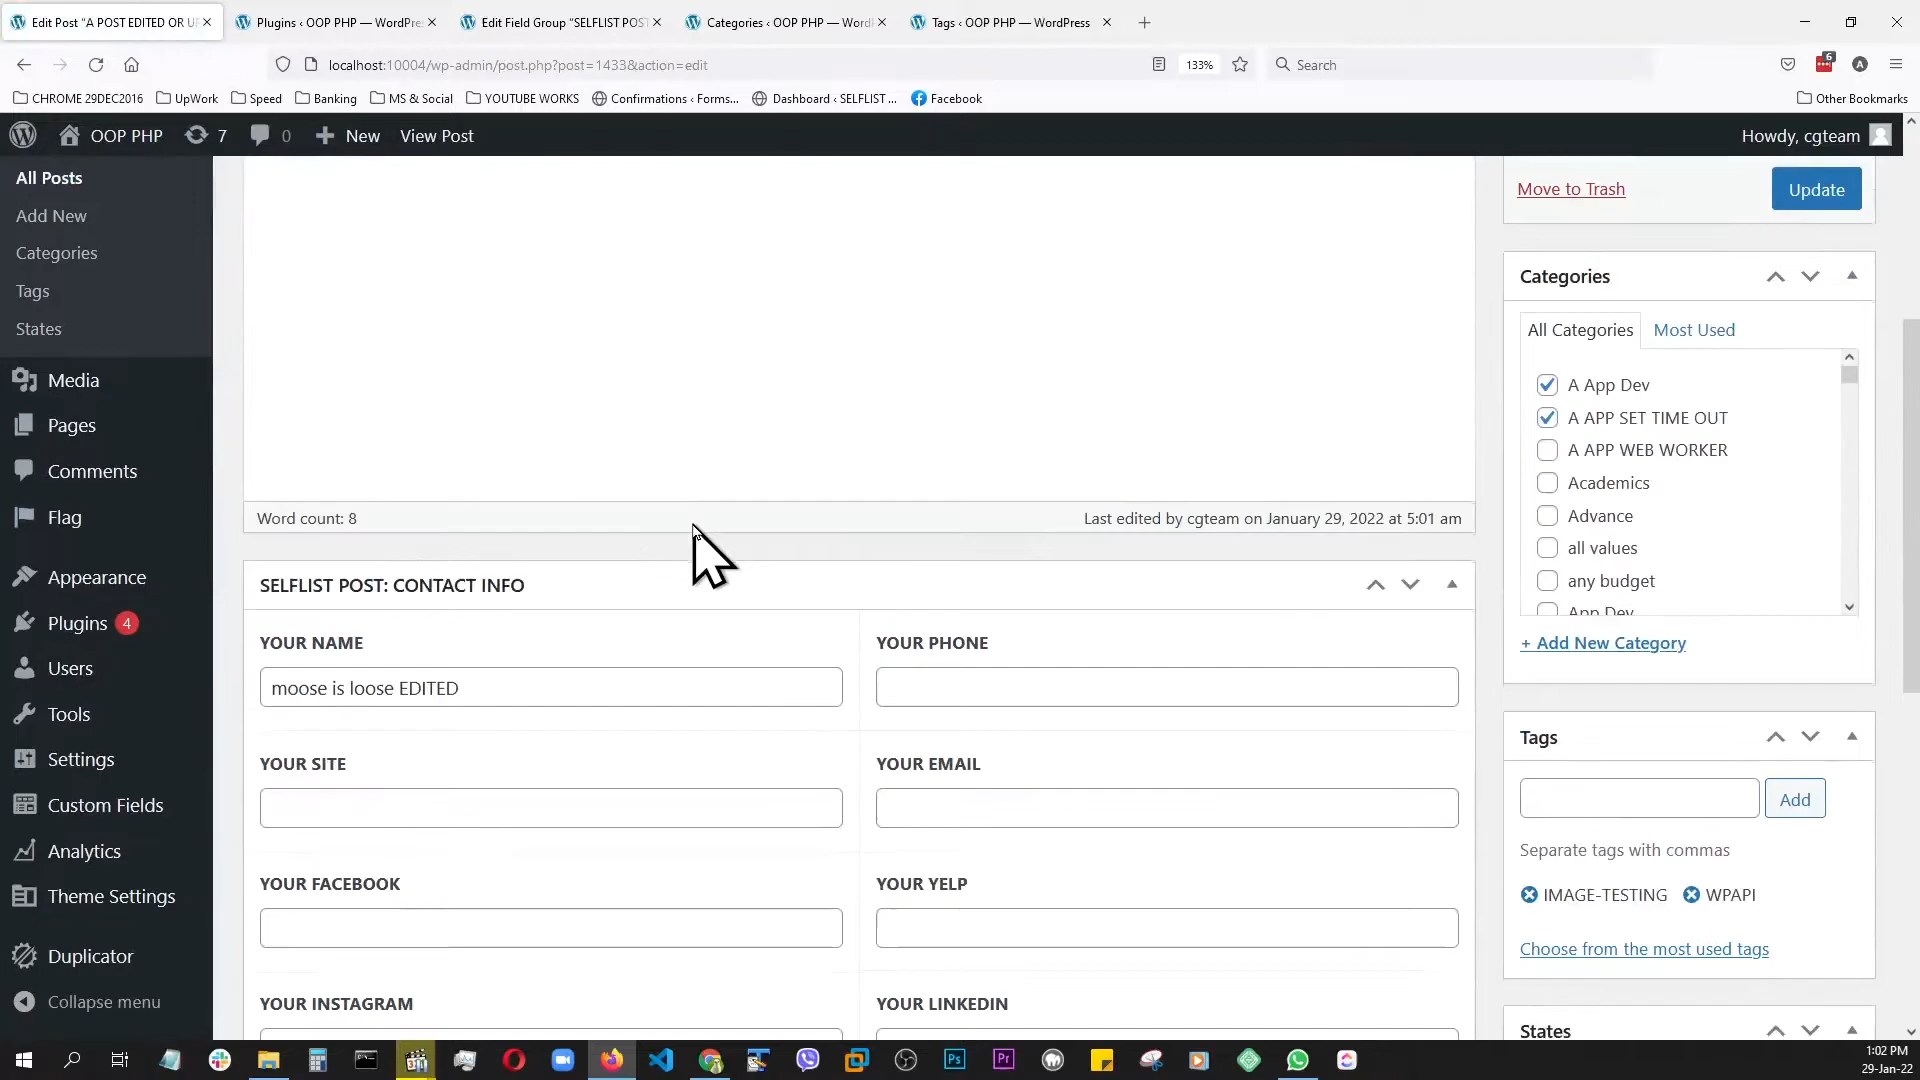 Edit Post "A POST EDITED OR UP
Plugins ‹ OOP PHP — WordPres
Edit Field Group "SELFLIST POST
Categories ‹ OOP PHP — WordP
Tags ‹ OOP PHP — WordPress
localhost:10004/wp-admin/post.php?post=1433&action=edit
133%
Search
6
A
CHROME 29DEC2016
UpWork
Speed
Banking
MS & Social
YOUTUBE WORKS
Confirmations ‹ Forms...
Dashboard ‹ SELFLIST ...
Facebook
Other Bookmarks
OOP PHP
7
0
New
View Post
Howdy, cgteam
All Posts
Add New
Categories
Tags
States
Media
Pages
Comments
Flag
Appearance
Plugins 4
Users
Tools
Settings
Custom Fields
Analytics
Theme Settings
Duplicator
Collapse menu
Word count: 8
Last edited by cgteam on January 29, 2022 at 5:01 am
SELFLIST POST: CONTACT INFO
YOUR NAME
moose is loose EDITED
YOUR PHONE
YOUR SITE
YOUR EMAIL
YOUR FACEBOOK
YOUR YELP
YOUR INSTAGRAM
YOUR LINKEDIN
Move to Trash
Update
Categories
All Categories
Most Used
A App Dev
A APP SET TIME OUT
A APP WEB WORKER
Academics
Advance
all values
any budget
App Dev
+ Add New Category
Tags
Add
Separate tags with commas
IMAGE-TESTING
WPAPI
Choose from the most used tags
States
Ps
Pr
1:02 PM
29-Jan-22